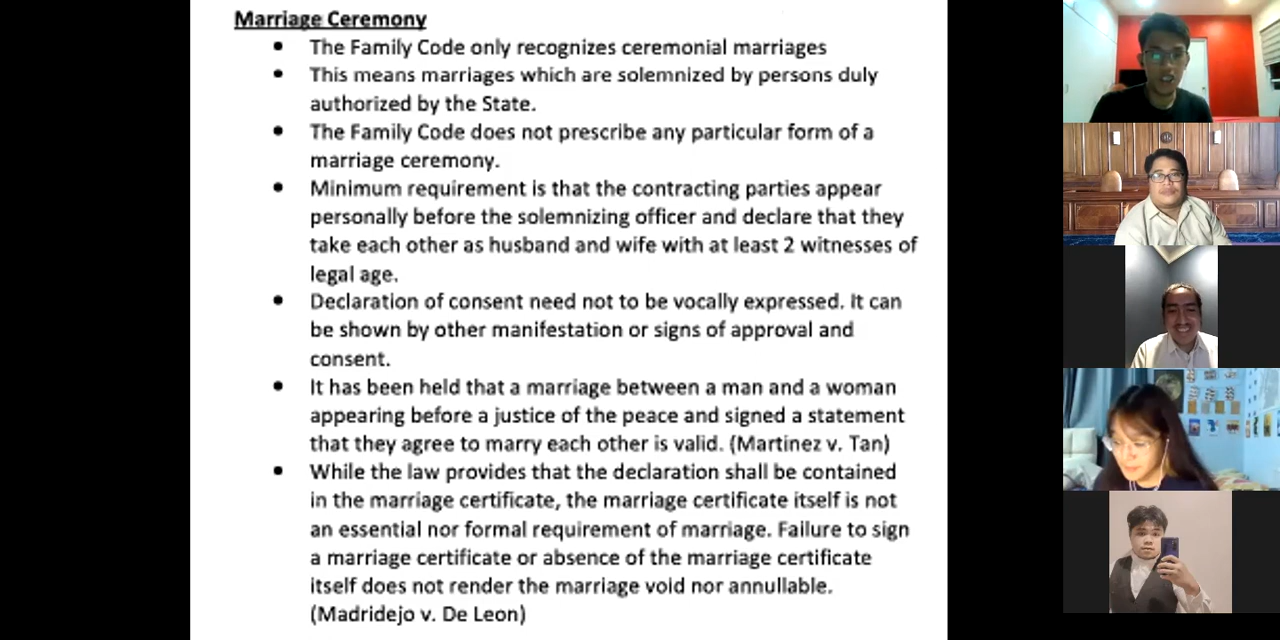 Marriage Ceremony
• The Family Code only recognizes ceremonial marriages
• This means marriages which are solemnized by persons duly
authorized by the State.
• The Family Code does not prescribe any particular form of a
marriage ceremony.
• Minimum requirement is that the contracting parties appear
personally before the solemnizing officer and declare that they
take each other as husband and wife with at least 2 witnesses of
legal age.
• Declaration of consent need not to be vocally expressed. It can
be shown by other manifestation or signs of approval and
consent.
• It has been held that a marriage between a man and a woman
appearing before a justice of the peace and signed a statement
that they agree to marry each other is valid. (Martinez v. Tan)
• While the law provides that the declaration shall be contained
in the marriage certificate, the marriage certificate itself is not
an essential nor formal requirement of marriage. Failure to sign
a marriage certificate or absence of the marriage certificate
itself does not render the marriage void nor annullable.
(Madridejo v. De Leon)